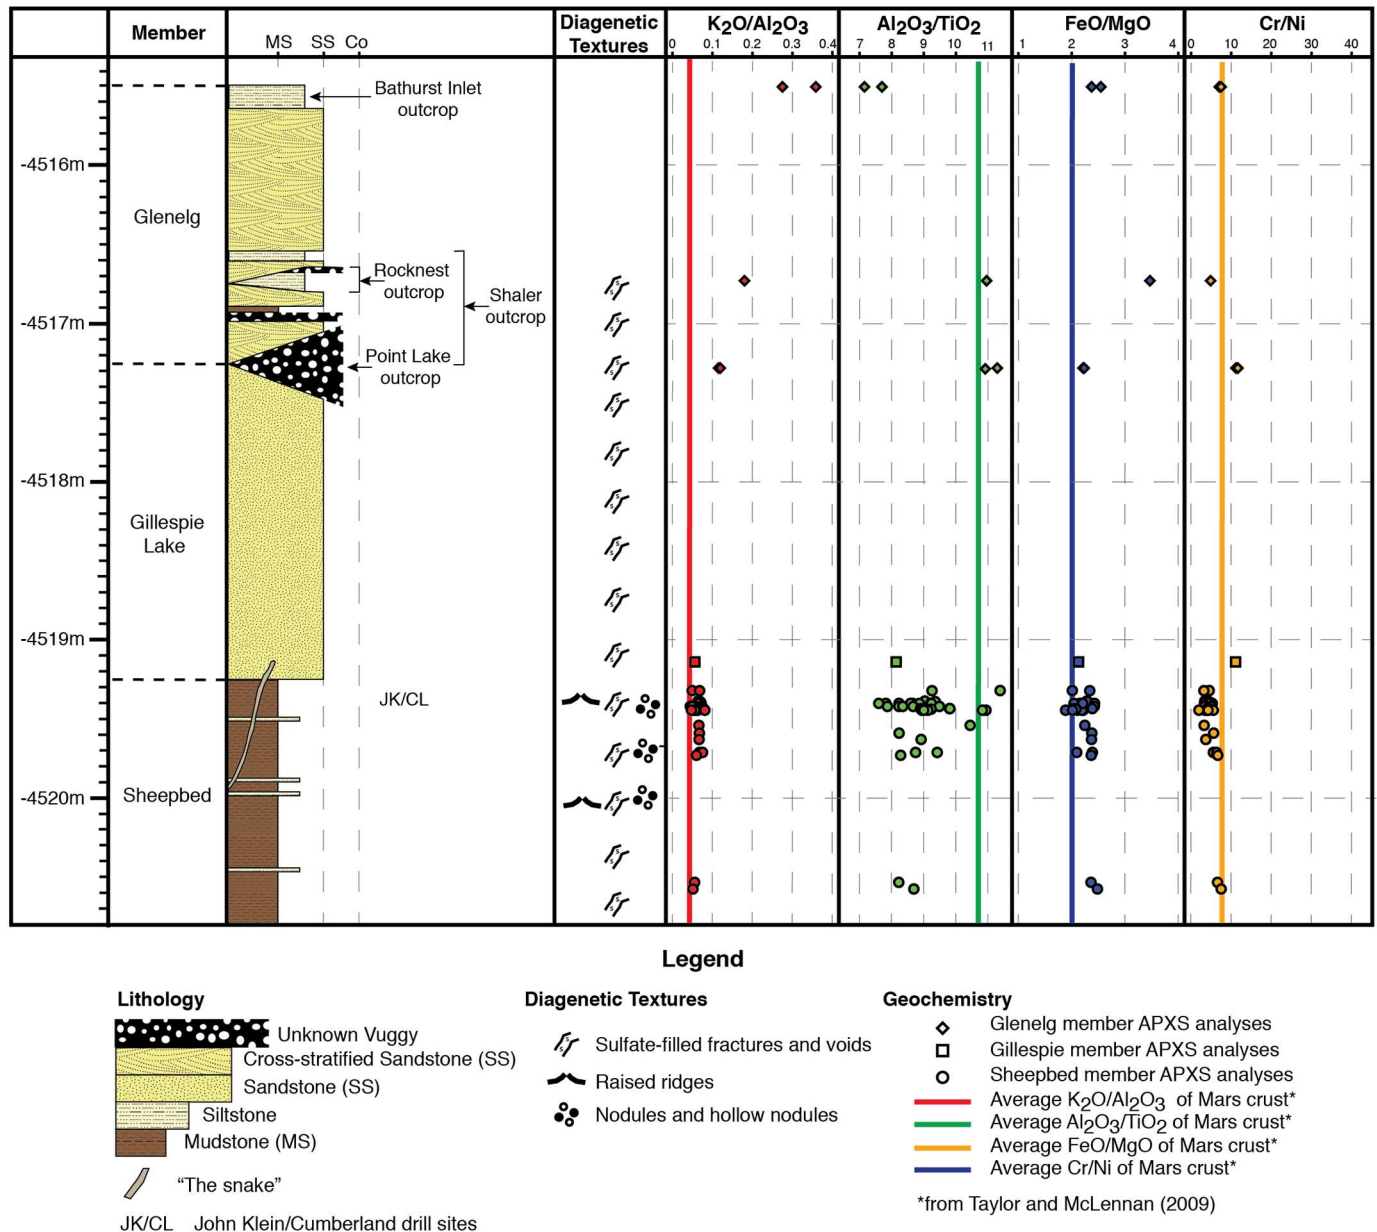 Member
MS SS Co
Diagenetic
Textures
K2O/Al2O3
0 0.1 0.2 0.3 0.4
Al2O3/TiO2
7 8 9 10 11
FeO/MgO
1 2 3 4
Cr/Ni
0 10 20 30 40
Bathurst Inlet
outcrop
-4516m
Glenelg
Rocknest
outcrop
Shaler
outcrop
-4517m
Point Lake
outcrop
-4518m
Gillespie
Lake
-4519m
JK/CL
Sheepbed
-4520m
Legend
Lithology
Unknown Vuggy
Cross-stratified Sandstone (SS)
Sandstone (SS)
Siltstone
Mudstone (MS)
“The snake”
JK/CL John Klein/Cumberland drill sites
Diagenetic Textures
Sulfate-filled fractures and voids
Raised ridges
Nodules and hollow nodules
Geochemistry
Glenelg member APXS analyses
Gillespie member APXS analyses
Sheepbed member APXS analyses
Average K2O/Al2O3 of Mars crust*
Average Al2O3/TiO2 of Mars crust*
Average FeO/MgO of Mars crust*
Average Cr/Ni of Mars crust*
*from Taylor and McLennan (2009)